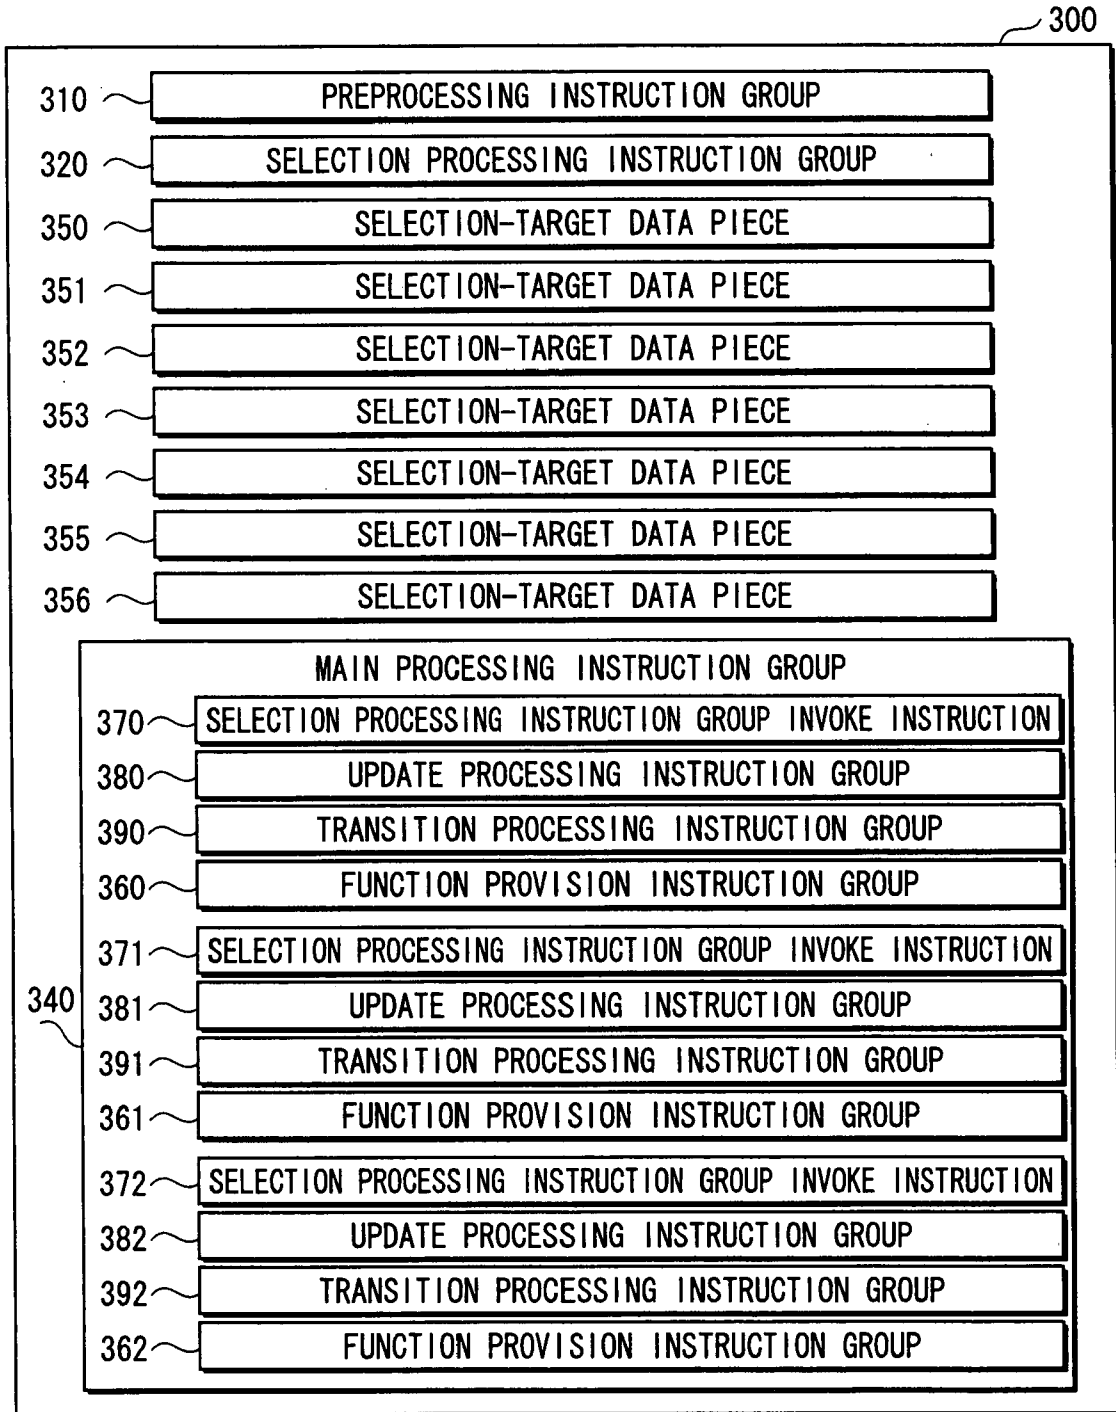 300
310 PREPROCESSING INSTRUCTION GROUP
320 SELECTION PROCESSING INSTRUCTION GROUP
350 SELECTION-TARGET DATA PIECE
351 SELECTION-TARGET DATA PIECE
352 SELECTION-TARGET DATA PIECE
353 SELECTION-TARGET DATA PIECE
354 SELECTION-TARGET DATA PIECE
355 SELECTION-TARGET DATA PIECE
356 SELECTION-TARGET DATA PIECE
MAIN PROCESSING INSTRUCTION GROUP
370 SELECTION PROCESSING INSTRUCTION GROUP INVOKE INSTRUCTION
380 UPDATE PROCESSING INSTRUCTION GROUP
390 TRANSITION PROCESSING INSTRUCTION GROUP
360 FUNCTION PROVISION INSTRUCTION GROUP
371 SELECTION PROCESSING INSTRUCTION GROUP INVOKE INSTRUCTION
340
381 UPDATE PROCESSING INSTRUCTION GROUP
391 TRANSITION PROCESSING INSTRUCTION GROUP
361 FUNCTION PROVISION INSTRUCTION GROUP
372 SELECTION PROCESSING INSTRUCTION GROUP INVOKE INSTRUCTION
382 UPDATE PROCESSING INSTRUCTION GROUP
392 TRANSITION PROCESSING INSTRUCTION GROUP
362 FUNCTION PROVISION INSTRUCTION GROUP